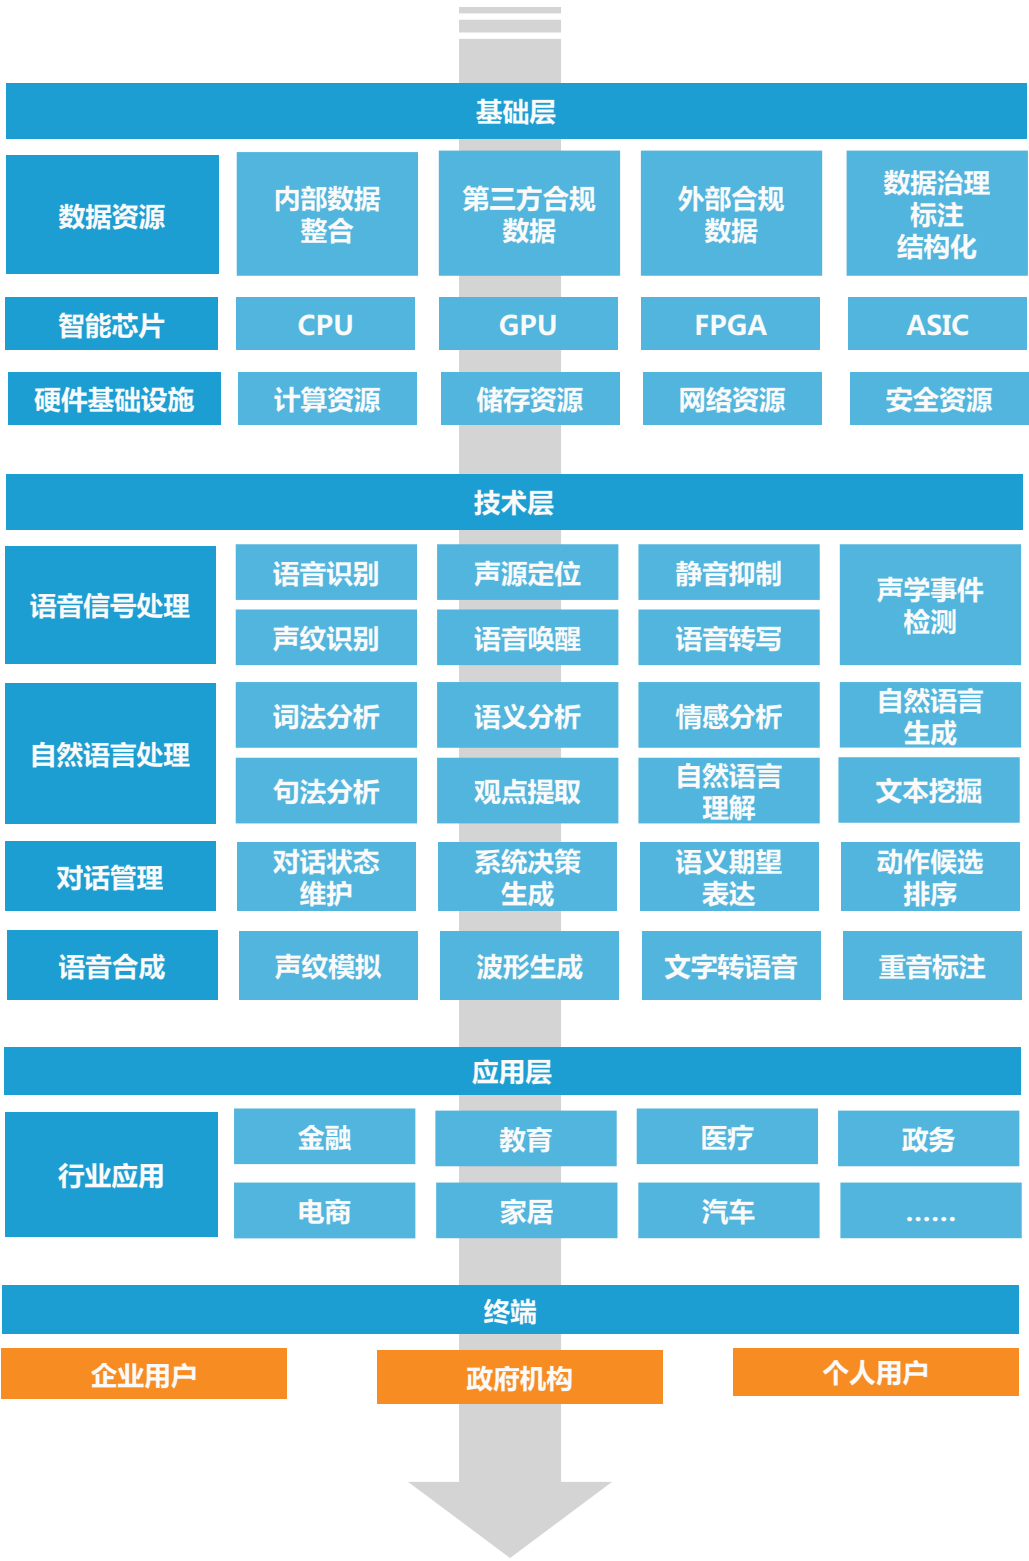 基础层
数据资源
内部数据
整合
第三方合规
数据
外部合规
数据
数据治理
标注
结构化
智能芯片
CPU
GPU
FPGA
ASIC
硬件基础设施
计算资源
储存资源
网络资源
安全资源
技术层
语音信号处理
语音识别
声源定位
静音抑制
声学事件
检测
声纹识别
语音唤醒
语音转写
自然语言处理
词法分析
语义分析
情感分析
自然语言
生成
句法分析
观点提取
自然语言
理解
文本挖掘
对话管理
对话状态
维护
系统决策
生成
语义期望
表达
动作候选
排序
语音合成
声纹模拟
波形生成
文字转语音
重音标注
应用层
行业应用
金融
教育
医疗
政务
电商
家居
汽车
……
终端
企业用户
政府机构
个人用户